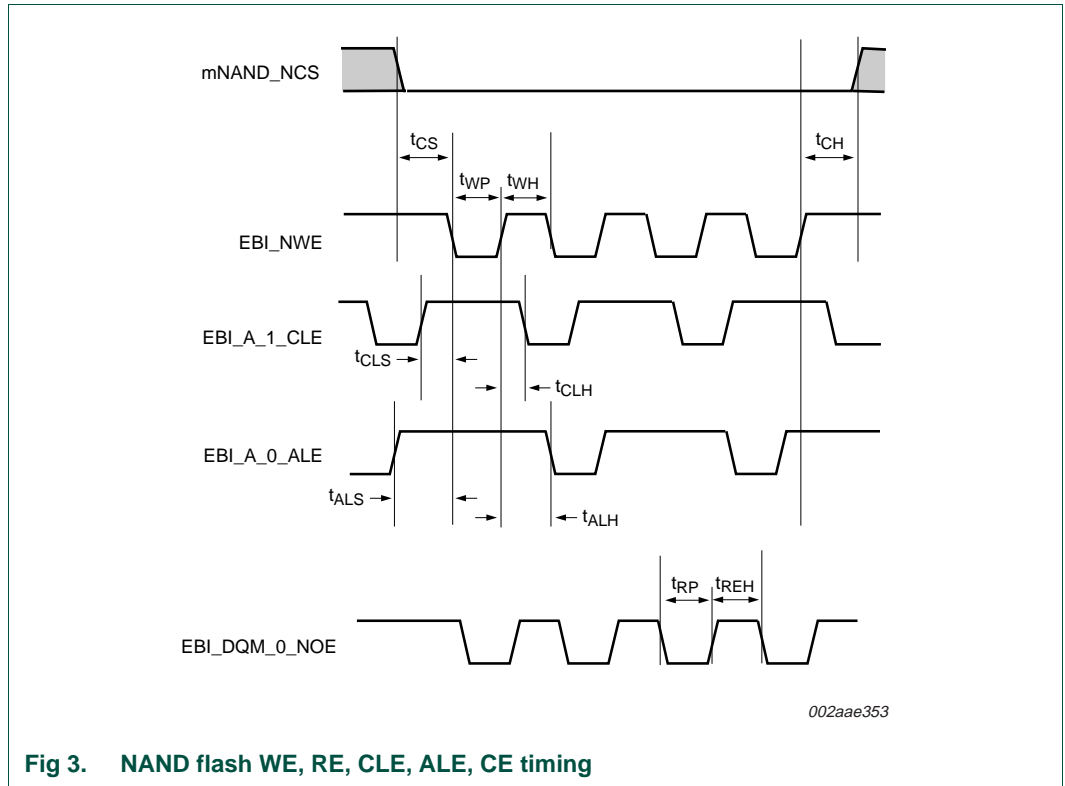 mNAND_NCS
tCS
tCH
tWP
tWH
EBI_NWE
EBI_A_1_CLE
tCLS
tCLH
EBI_A_0_ALE
tALS
tALH
tRP
tREH
EBI_DQM_0_NOE
002aae353
Fig 3. NAND flash WE, RE, CLE, ALE, CE timing